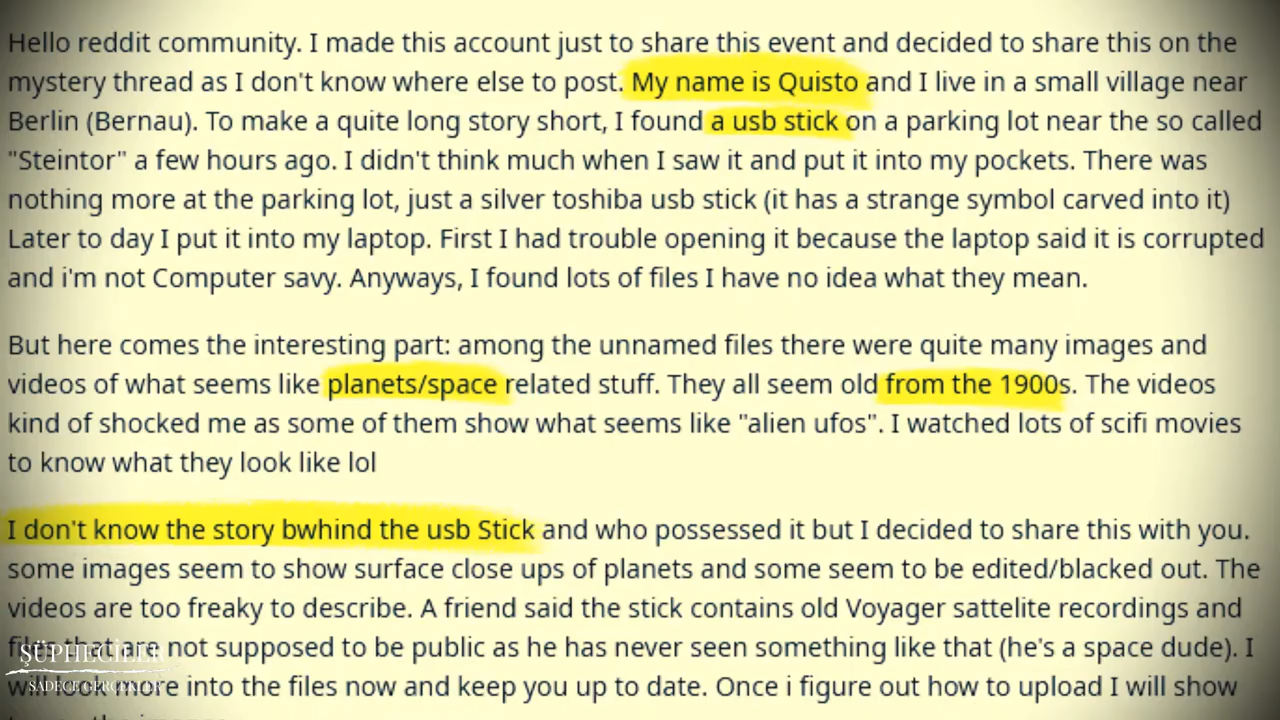 Hello reddit community. I made this account just to share this event and decided to share this on the
mystery thread as I don't know where else to post. My name is Quisto and I live in a small village near
Berlin (Bernau). To make a quite long story short, I found a usb stick on a parking lot near the so called
"Steintor" a few hours ago. I didn't think much when I saw it and put it into my pockets. There was
nothing more at the parking lot, just a silver toshiba usb stick (it has a strange symbol carved into it)
Later to day I put it into my laptop. First I had trouble opening it because the laptop said it is corrupted
and i'm not Computer savy. Anyways, I found lots of files I have no idea what they mean.
But here comes the interesting part: among the unnamed files there were quite many images and
videos of what seems like planets/space related stuff. They all seem old from the 1900s. The videos
kind of shocked me as some of them show what seems like "alien ufos". I watched lots of scifi movies
to know what they look like lol
I don't know the story bwhind the usb Stick and who possessed it but I decided to share this with you.
some images seem to show surface close ups of planets and some seem to be edited/blacked out. The
videos are too freaky to describe. A friend said the stick contains old Voyager sattelite recordings and
that are not supposed to be public as he has never seen something like that (he's a space dude). I
will look more into the files now and keep you up to date. Once i figure out how to upload I will show
ŞÜPHECİLER
SADECE GERÇEKLER